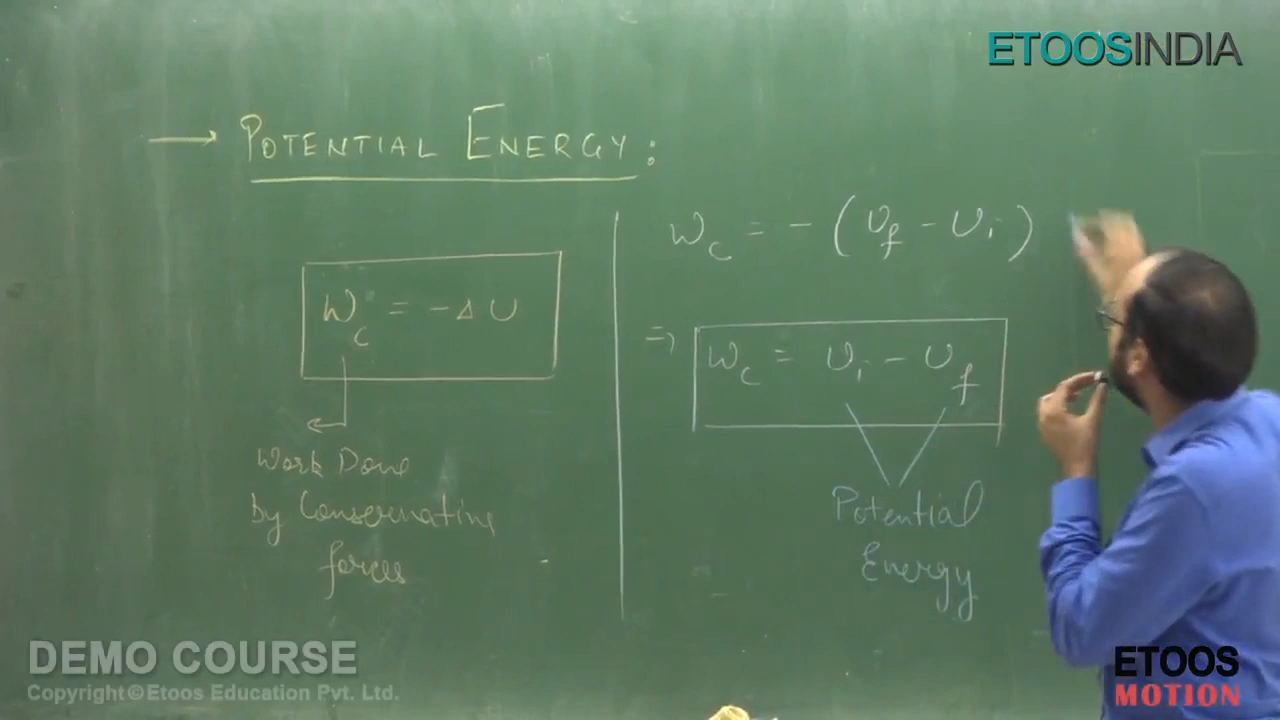 ETOOSINDIA
→ POTENTIAL ENERGY:
W_c = -ΔU
Work Done
by Conservative
forces
W_c = -(U_f - U_i)
⇒ W_c = U_i - U_f
Potential
Energy
DEMO COURSE
Copyright©Etoos Education Pvt. Ltd.
ETOOS
MOTION